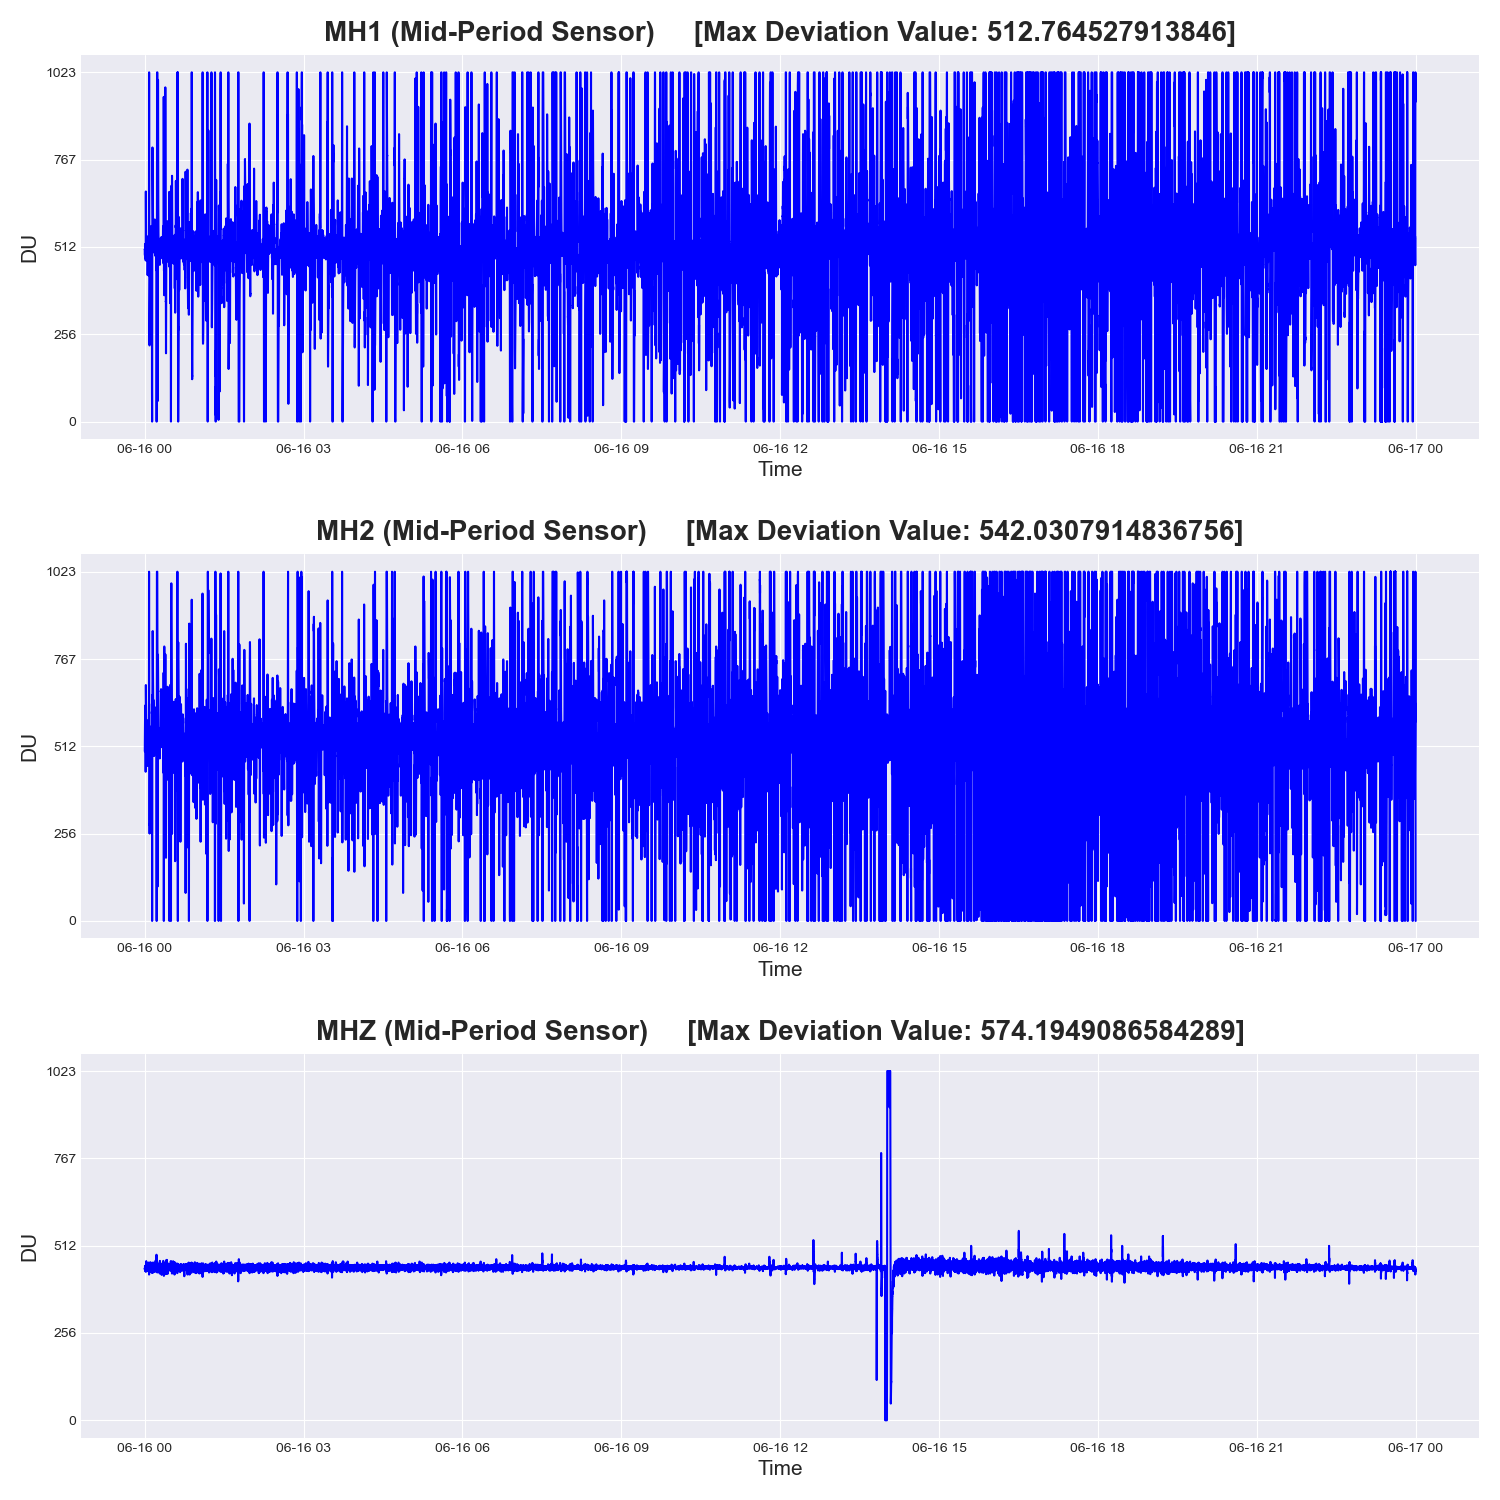 MH1 (Mid-Period Sensor) [Max Deviation Value: 512.764527913846]
1023
767
512
256
0
DU
06-16 00 06-16 03 06-16 06 06-16 09 06-16 12 06-16 15 06-16 18 06-16 21 06-17 00
Time
MH2 (Mid-Period Sensor) [Max Deviation Value: 542.0307914836756]
1023
767
512
256
0
DU
06-16 00 06-16 03 06-16 06 06-16 09 06-16 12 06-16 15 06-16 18 06-16 21 06-17 00
Time
MHZ (Mid-Period Sensor) [Max Deviation Value: 574.1949086584289]
1023
767
512
256
0
DU
06-16 00 06-16 03 06-16 06 06-16 09 06-16 12 06-16 15 06-16 18 06-16 21 06-17 00
Time